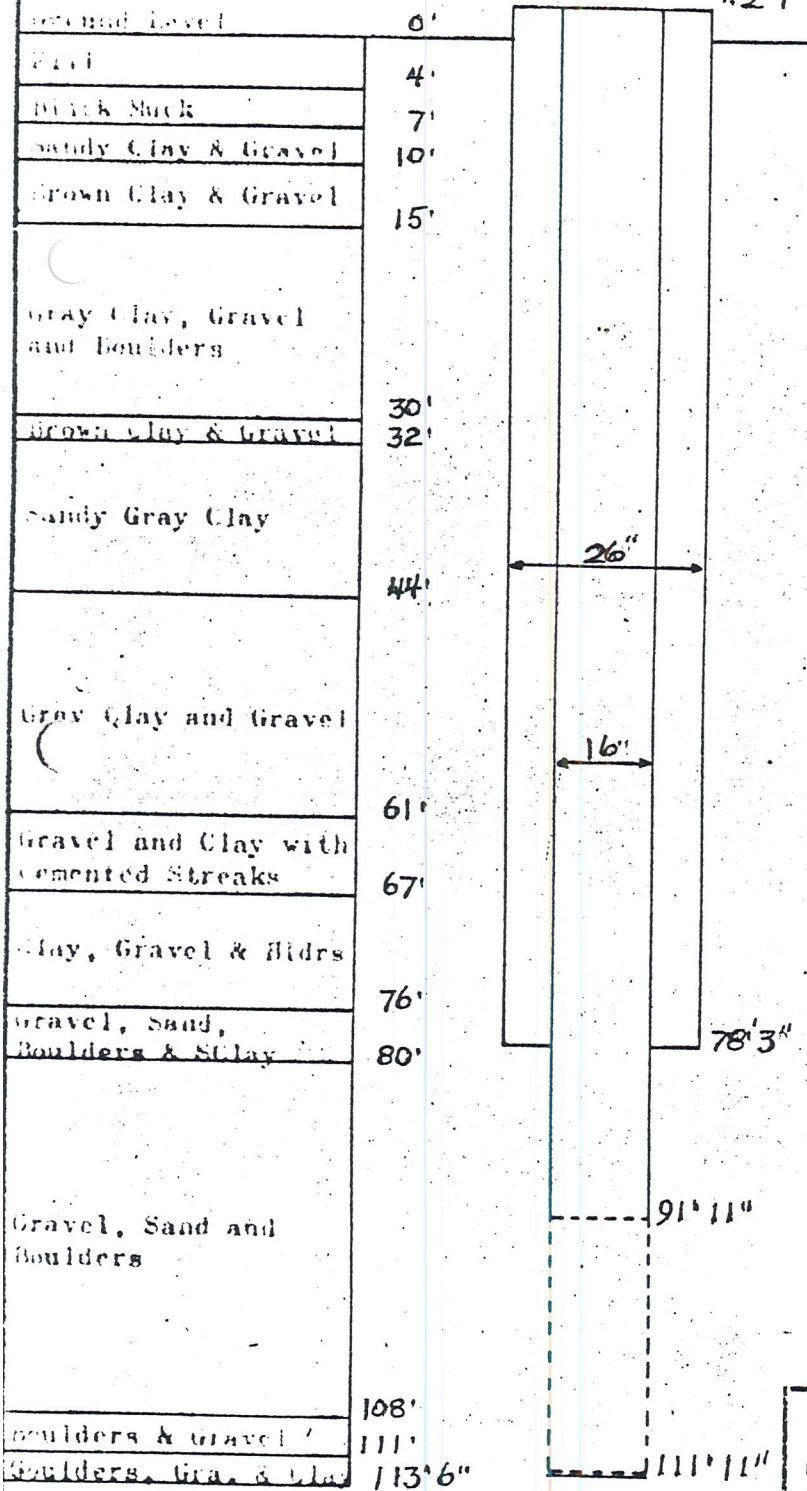 Ground Level 0'
Fill 4'
Black Muck 7'
Sandy Clay & Gravel 10'
Brown Clay & Gravel 15'
Gray Clay, Gravel
and Boulders
30'
Brown Clay & Gravel 32'
Sandy Gray Clay
26"
44'
Gray Clay and Gravel
16"
61'
Gravel and Clay with
Cemented Streaks
67'
Clay, Gravel & Bldrs
76'
Gravel, Sand,
Boulders & SClay 80'
78'3"
91'11"
Gravel, Sand and
Boulders
108'
Boulders & Gravel 111'
Boulders, Gra. & Clay 113'6"
111'11"